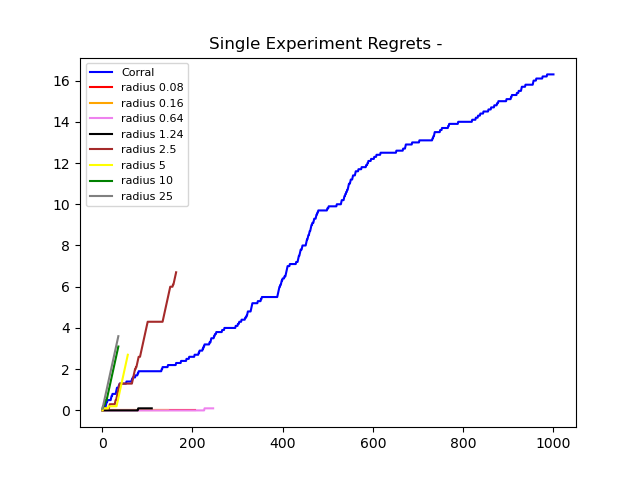 Single Experiment Regrets -
Corral
radius 0.08
radius 0.16
radius 0.64
radius 1.24
radius 2.5
radius 5
radius 10
radius 25
16
14
12
10
8
6
4
2
0
0 200 400 600 800 1000